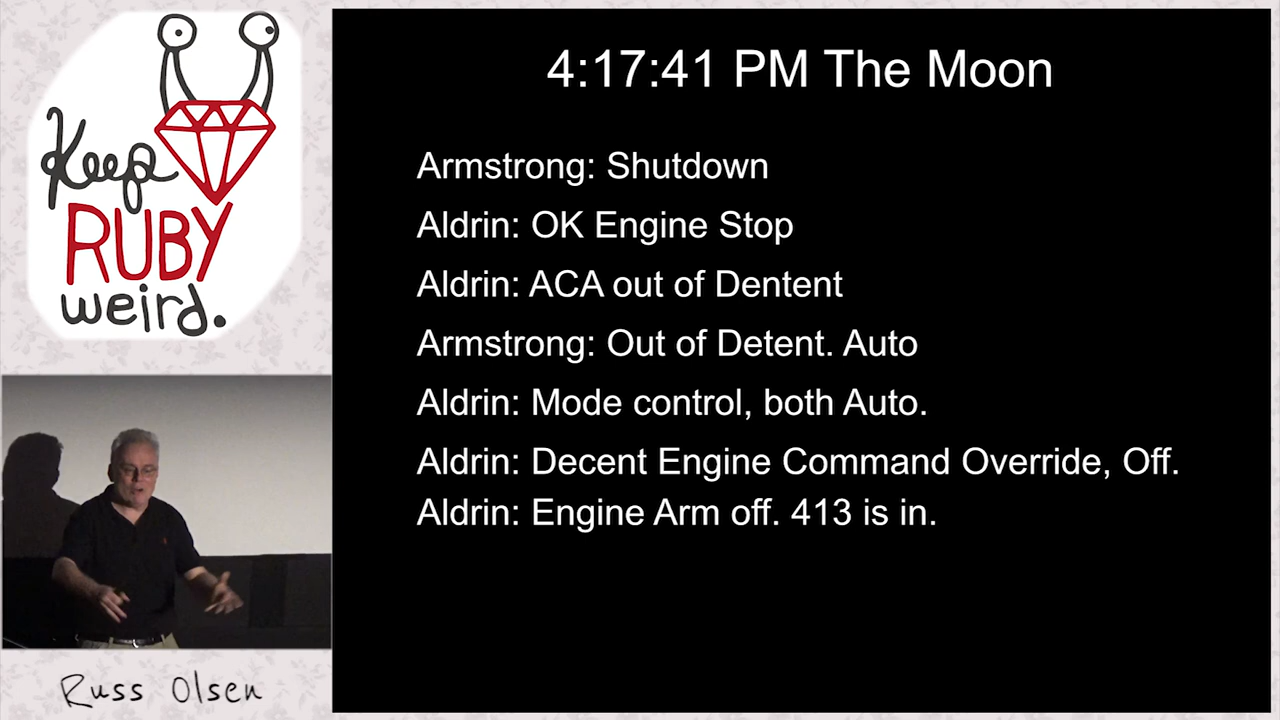 Keep
RUBY
weird.
4:17:41 PM The Moon
Armstrong: Shutdown
Aldrin: OK Engine Stop
Aldrin: ACA out of Dentent
Armstrong: Out of Detent. Auto
Aldrin: Mode control, both Auto.
Aldrin: Decent Engine Command Override, Off.
Aldrin: Engine Arm off. 413 is in.
Russ Olsen